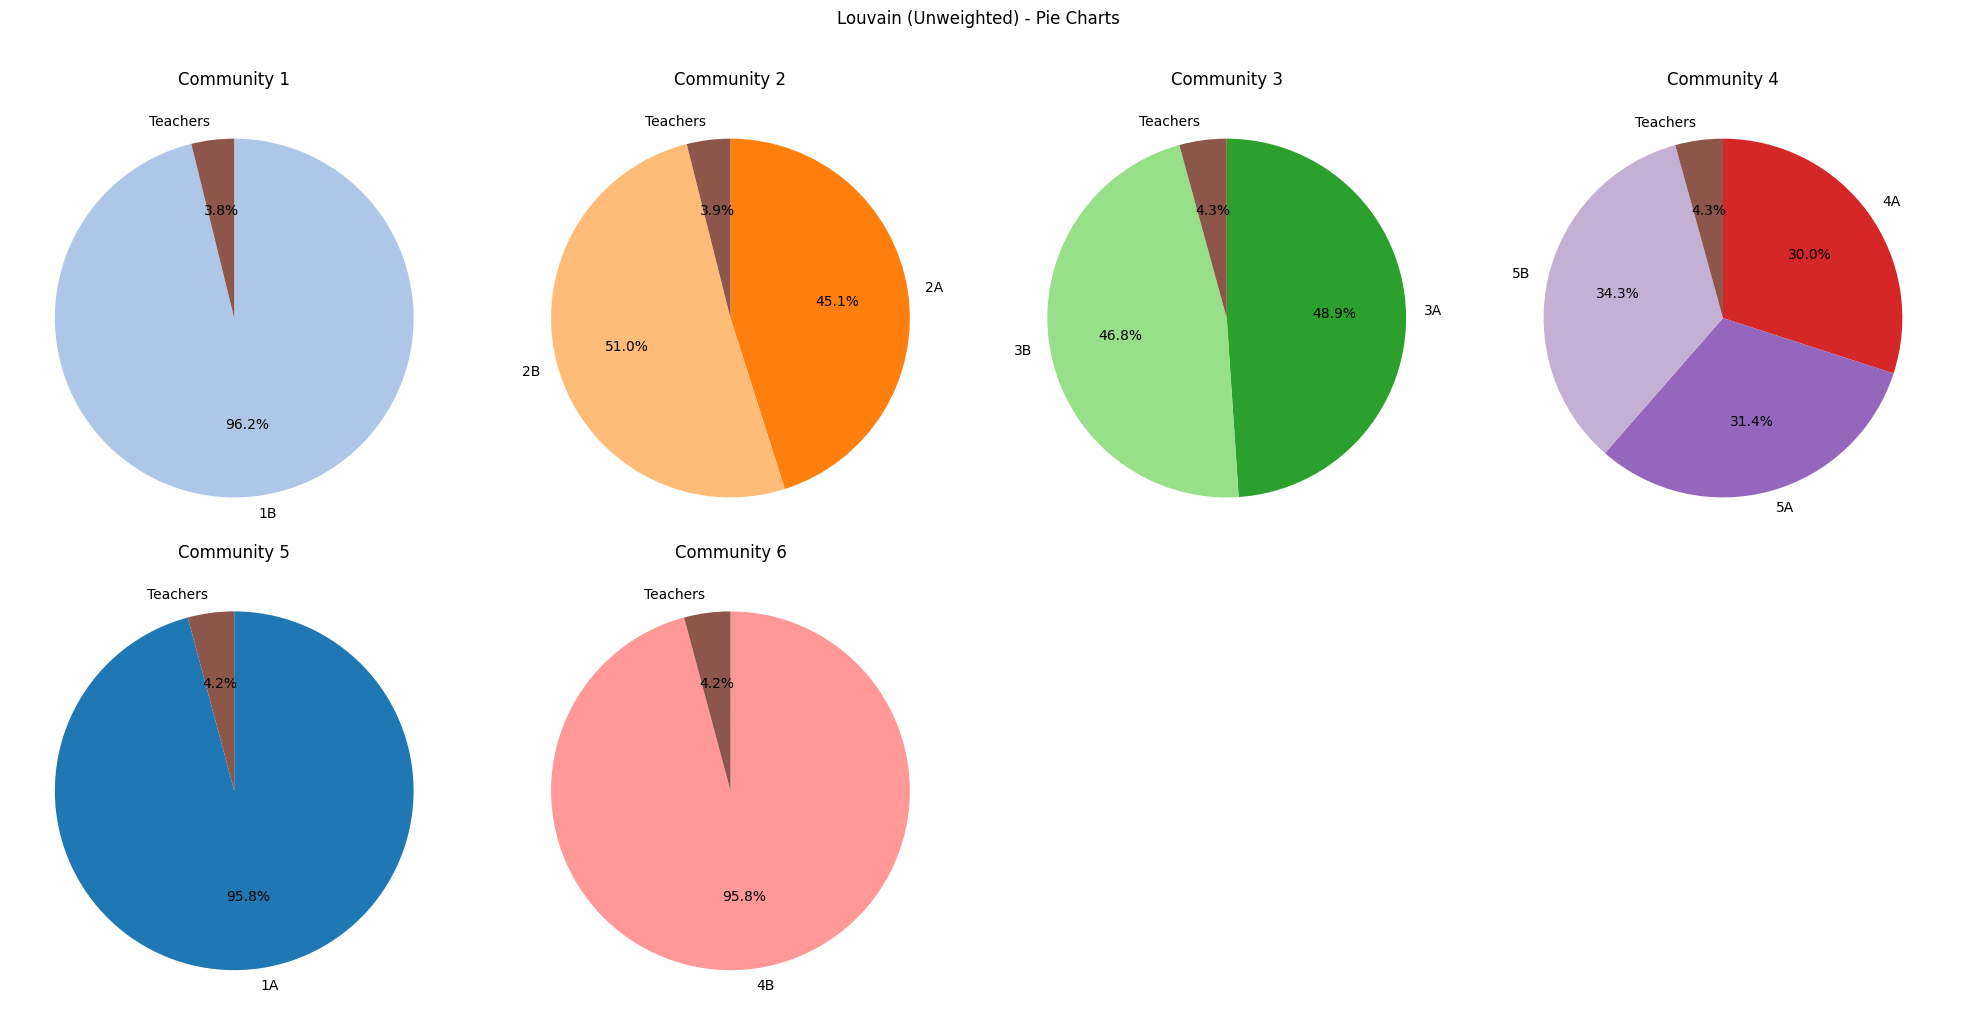 Louvain (Unweighted) - Pie Charts
Community 1
Teachers
3.8%
96.2%
1B
Community 2
Teachers
3.9%
45.1%
2A
51.0%
2B
Community 3
Teachers
4.3%
48.9%
3A
46.8%
3B
Community 4
Teachers
4.3%
4A
30.0%
5B
34.3%
31.4%
5A
Community 5
Teachers
4.2%
95.8%
1A
Community 6
Teachers
4.2%
95.8%
4B